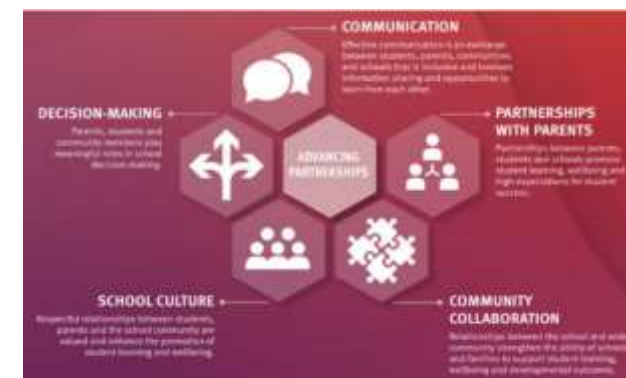 COMMUNICATION
Effective communication is an exchange
between students, parents, communities
and schools that is inclusive and involves
information sharing and opportunities to
learn from each other.
DECISION-MAKING
Parents, students and
community members play
meaningful roles in school
decision-making.
ADVANCING
PARTNERSHIPS
PARTNERSHIPS
WITH PARENTS
Partnerships between parents,
students and schools promote
student learning, wellbeing and
high expectations for student
success.
SCHOOL CULTURE
Respectful relationships between students,
parents and the school community are
valued and enhance the promotion of
student learning and wellbeing.
COMMUNITY
COLLABORATION
Relationships between the school and wider
community strengthen the ability of schools
and families to support student learning,
wellbeing and developmental outcomes.